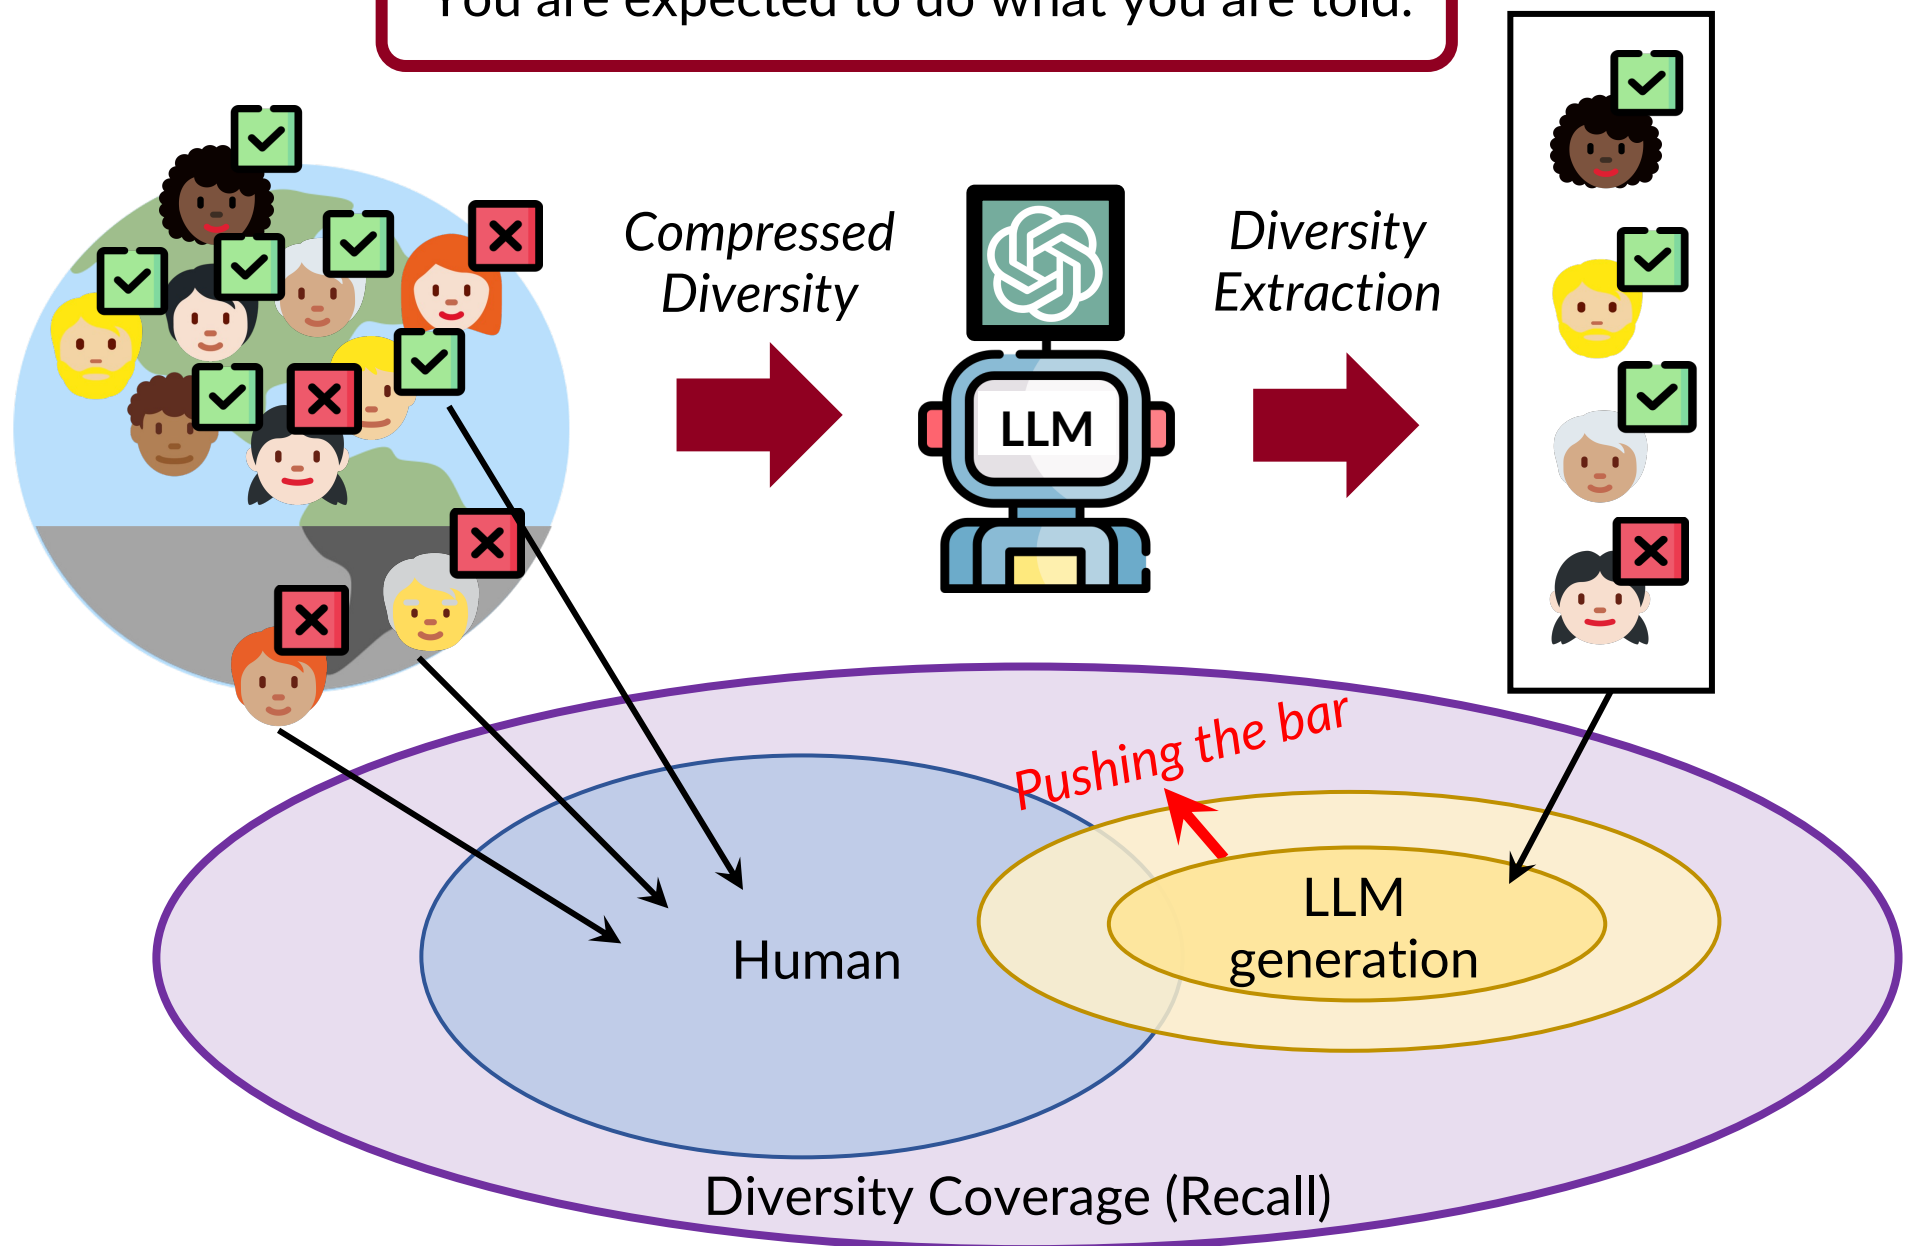 You are expected to do what you are told.
Compressed
Diversity
Diversity
Extraction
LLM
Pushing the bar
LLM
generation
Human
Diversity Coverage (Recall)